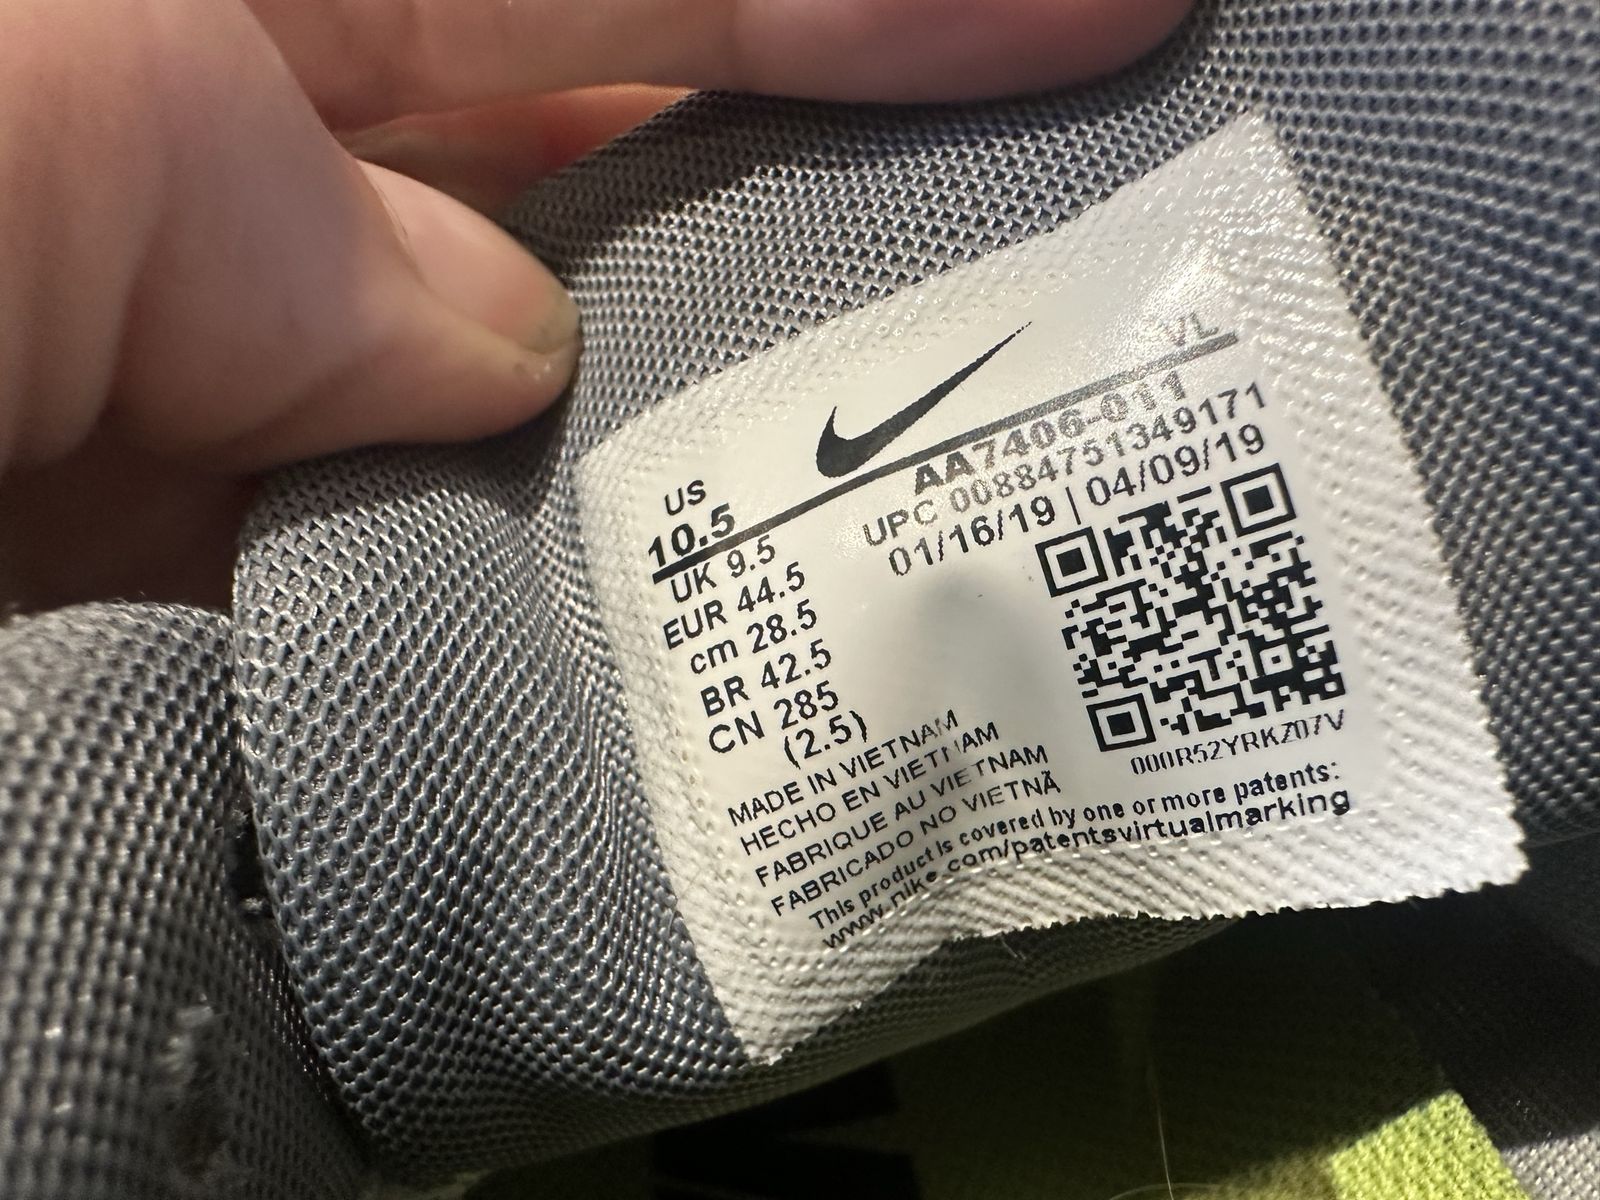 VL
US
10.5
AA7406-011
UPC 00884751349171
01/16/19 | 04/09/19
UK 9.5
EUR 44.5
cm 28.5
BR 42.5
CN 285
(2.5)
000R52YRKZ07V
MADE IN VIETNAM
HECHO EN VIETNAM
FABRIQUE AU VIETNAM
FABRICADO NO VIETNÃ
This product is covered by one or more patents:
www.nike.com/patentsvirtualmarking